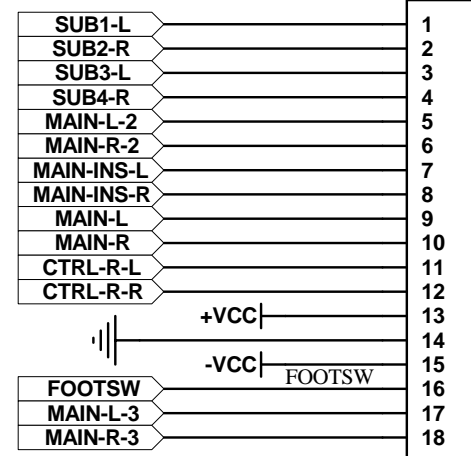 SUB1-L 1
SUB2-R 2
SUB3-L 3
SUB4-R 4
MAIN-L-2 5
MAIN-R-2 6
MAIN-INS-L 7
MAIN-INS-R 8
MAIN-L 9
MAIN-R 10
CTRL-R-L 11
CTRL-R-R 12
+VCC 13
14
-VCC 15
FOOTSW
FOOTSW 16
MAIN-L-3 17
MAIN-R-3 18